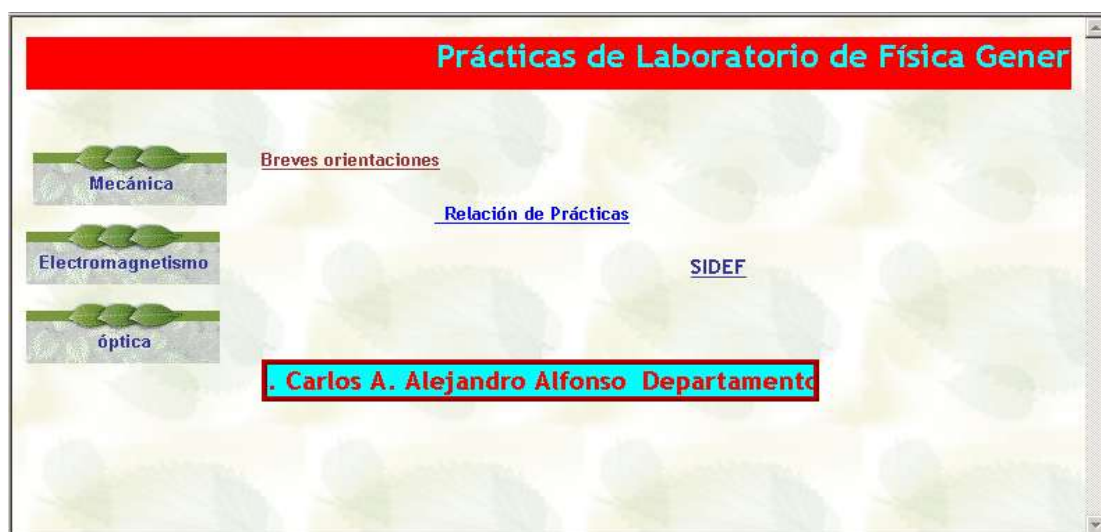 Prácticas de Laboratorio de Física Gener
Mecánica
Breves orientaciones
Relación de Prácticas
Electromagnetismo
SIDEF
óptica
. Carlos A. Alejandro Alfonso Departamento